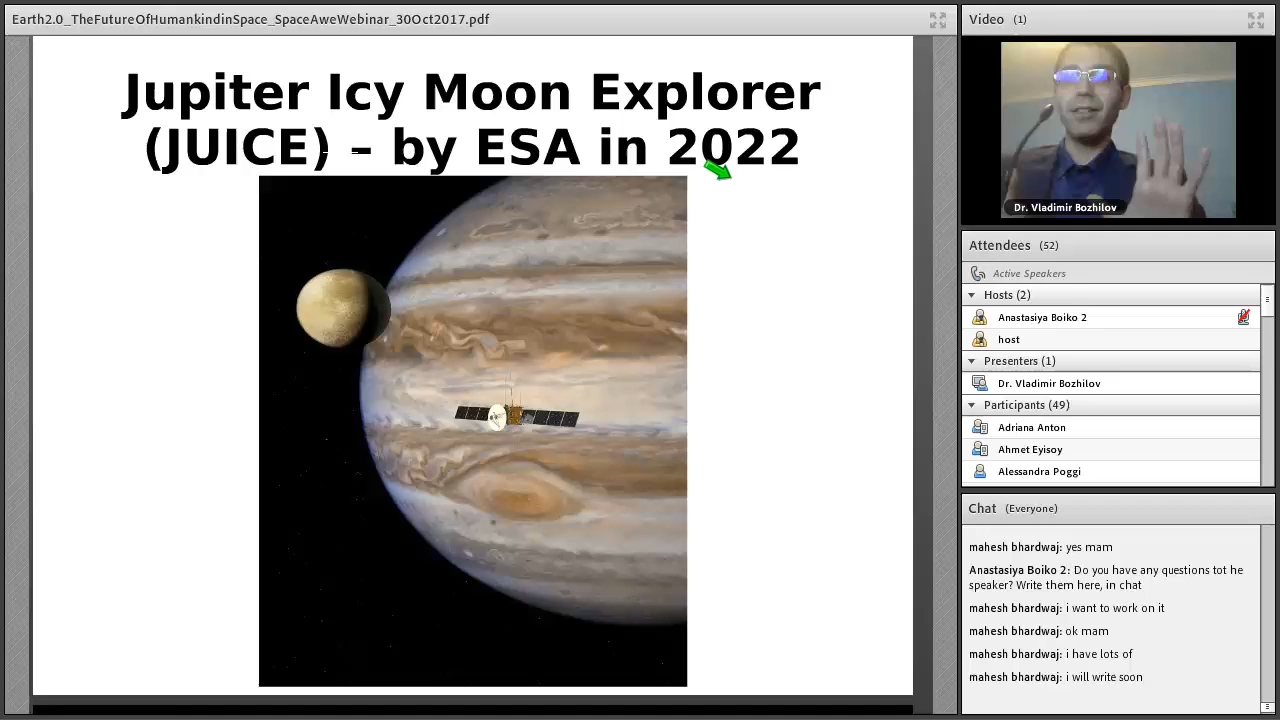 Earth2.0_TheFutureOfHumankindinSpace_SpaceAweWebinar_30Oct2017.pdf
Jupiter Icy Moon Explorer
(JUICE) – by ESA in 2022
Video (1)
Dr. Vladimir Bozhilov
Attendees (52)
Active Speakers
Hosts (2)
Anastasiya Boiko 2
host
Presenters (1)
Dr. Vladimir Bozhilov
Participants (49)
Adriana Anton
Ahmet Eyisoy
Alessandra Poggi
Chat (Everyone)
mahesh bhardwaj: yes mam
Anastasiya Boiko 2: Do you have any questions tot he
speaker? Write them here, in chat
mahesh bhardwaj: i want to work on it
mahesh bhardwaj: ok mam
mahesh bhardwaj: i have lots of
mahesh bhardwaj: i will write soon